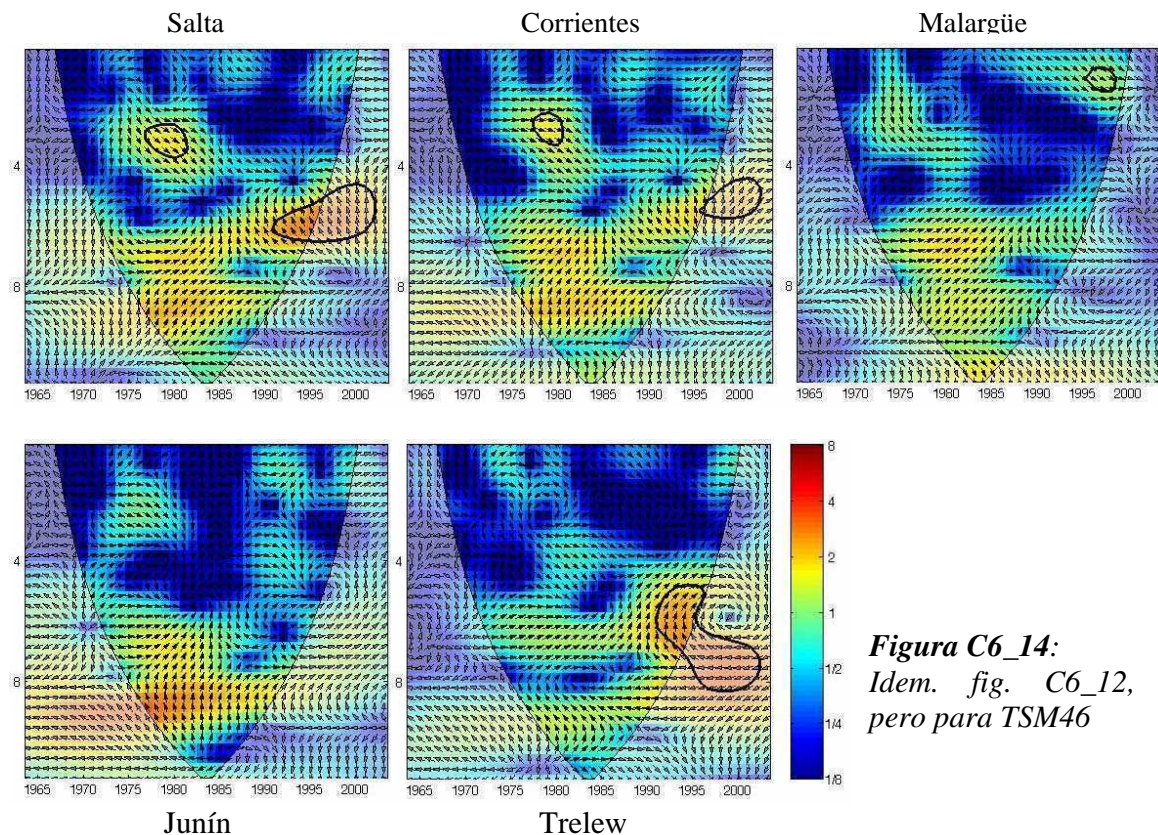 Salta Corrientes Malargüe
4 4
8 8 8
1965 1970 1975 1980 1985 1990 1995 2000 1965 1970 1975 1980 1985 1990 1995 2000 1965 1970 1975 1980 1985 1990 1995 2000
8
4
4 4
2
1
Figura C6_14:
1/2
Idem. fig. C6_12,
8 8
1/4
pero para TSM46
1/8
1965 1970 1975 1980 1985 1990 1995 2000 1965 1970 1975 1980 1985 1990 1995 2000
Junín Trelew